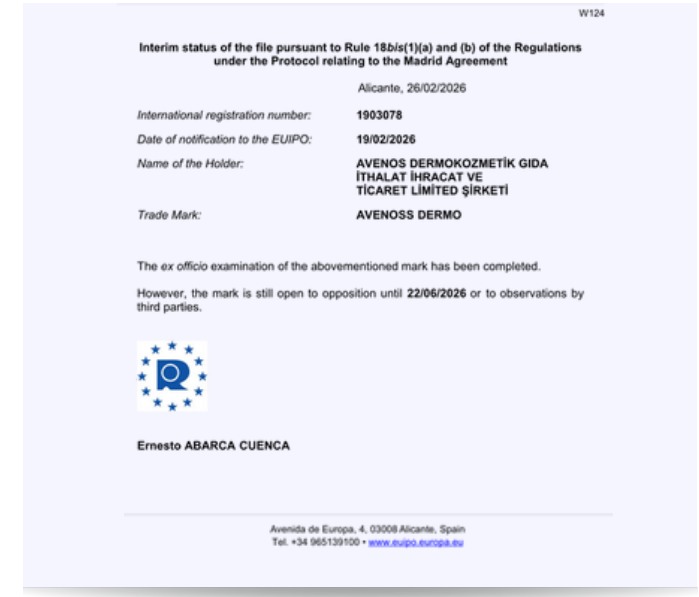 W124
Interim status of the file pursuant to Rule 18bis(1)(a) and (b) of the Regulations
under the Protocol relating to the Madrid Agreement
Alicante, 26/02/2026
International registration number: 1903078
Date of notification to the EUIPO: 19/02/2026
Name of the Holder: AVENOS DERMOKOZMETİK GIDA
İTHALAT İHRACAT VE
TİCARET LİMİTED ŞİRKETİ
Trade Mark: AVENOSS DERMO
The ex officio examination of the abovementioned mark has been completed.
However, the mark is still open to opposition until 22/06/2026 or to observations by
third parties.
R
Ernesto ABARCA CUENCA
Avenida de Europa, 4, 03008 Alicante, Spain
Tel. +34 965139100 • www.euipo.europa.eu